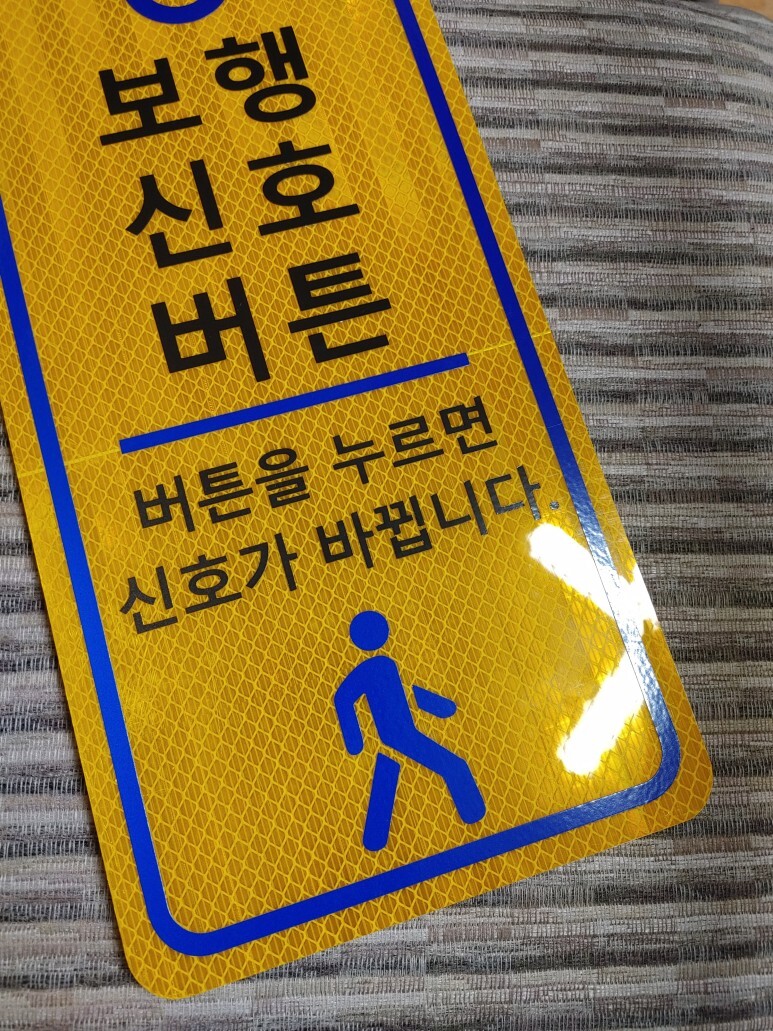 보행
신호
버튼
버튼을 누르면
신호가 바뀝니다.